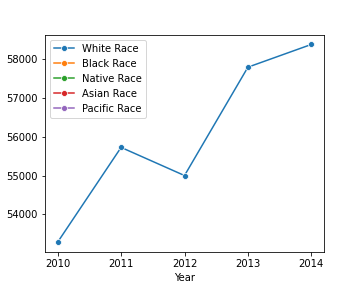 White Race
Black Race
Native Race
Asian Race
Pacific Race
58000
57000
56000
55000
54000
2010 2011 2012 2013 2014
Year